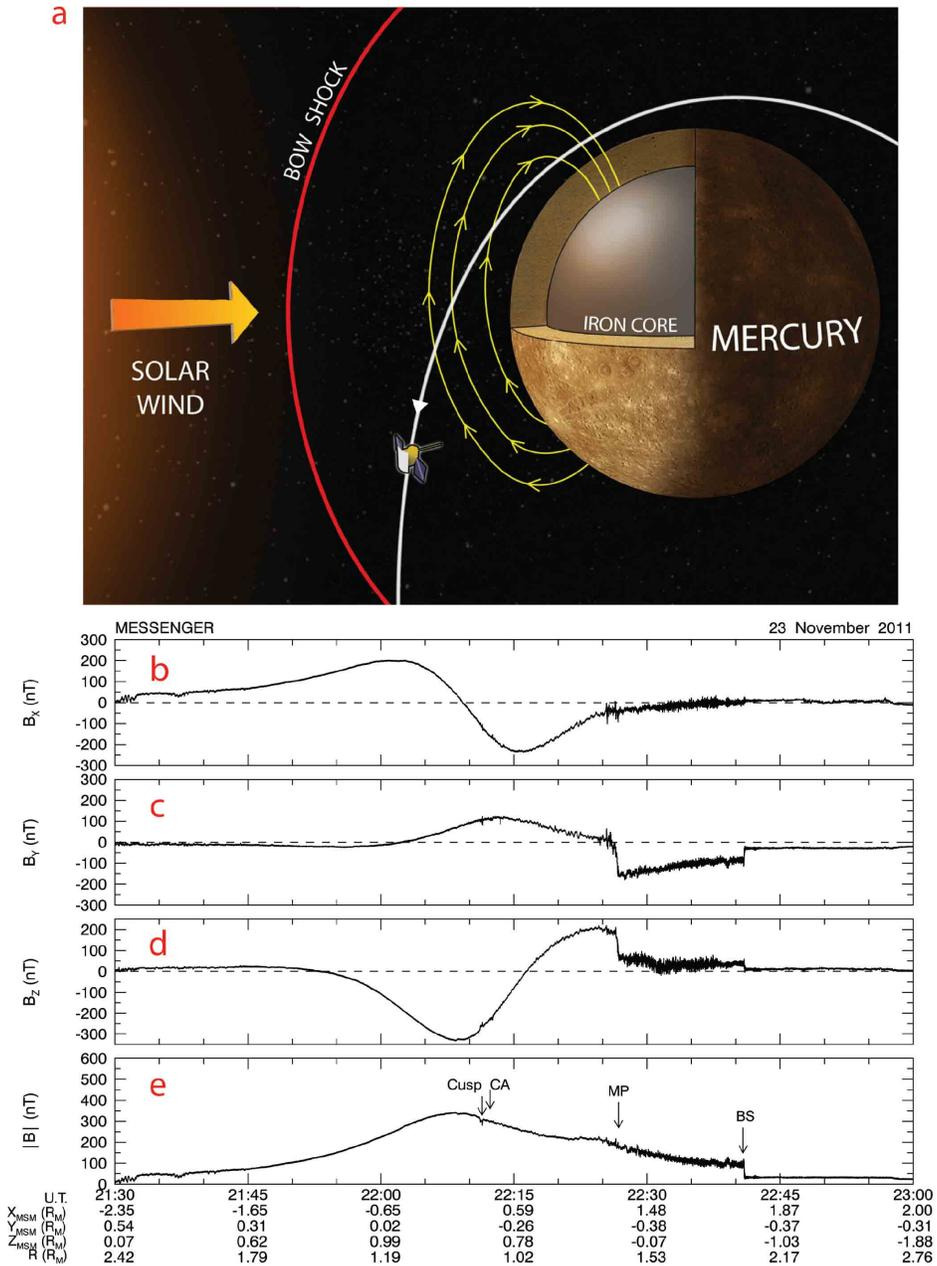 a
BOW SHOCK
SOLAR
WIND
IRON CORE
MERCURY
MESSENGER 23 November 2011
b
B_X (nT)
300
200
100
0
-100
-200
-300
c
B_Y (nT)
300
200
100
0
-100
-200
-300
d
B_Z (nT)
200
100
0
-100
-200
-300
e
|B| (nT)
600
500
400
300
200
100
0
Cusp CA
MP
BS
U.T. 21:30 21:45 22:00 22:15 22:30 22:45 23:00
X_MSM (R_M) -2.35 -1.65 -0.65 0.59 1.48 1.87 2.00
Y_MSM (R_M) 0.54 0.31 0.02 -0.26 -0.38 -0.37 -0.31
Z_MSM (R_M) 0.07 0.62 0.99 0.78 -0.07 -1.03 -1.88
R (R_M) 2.42 1.79 1.19 1.02 1.53 2.17 2.76